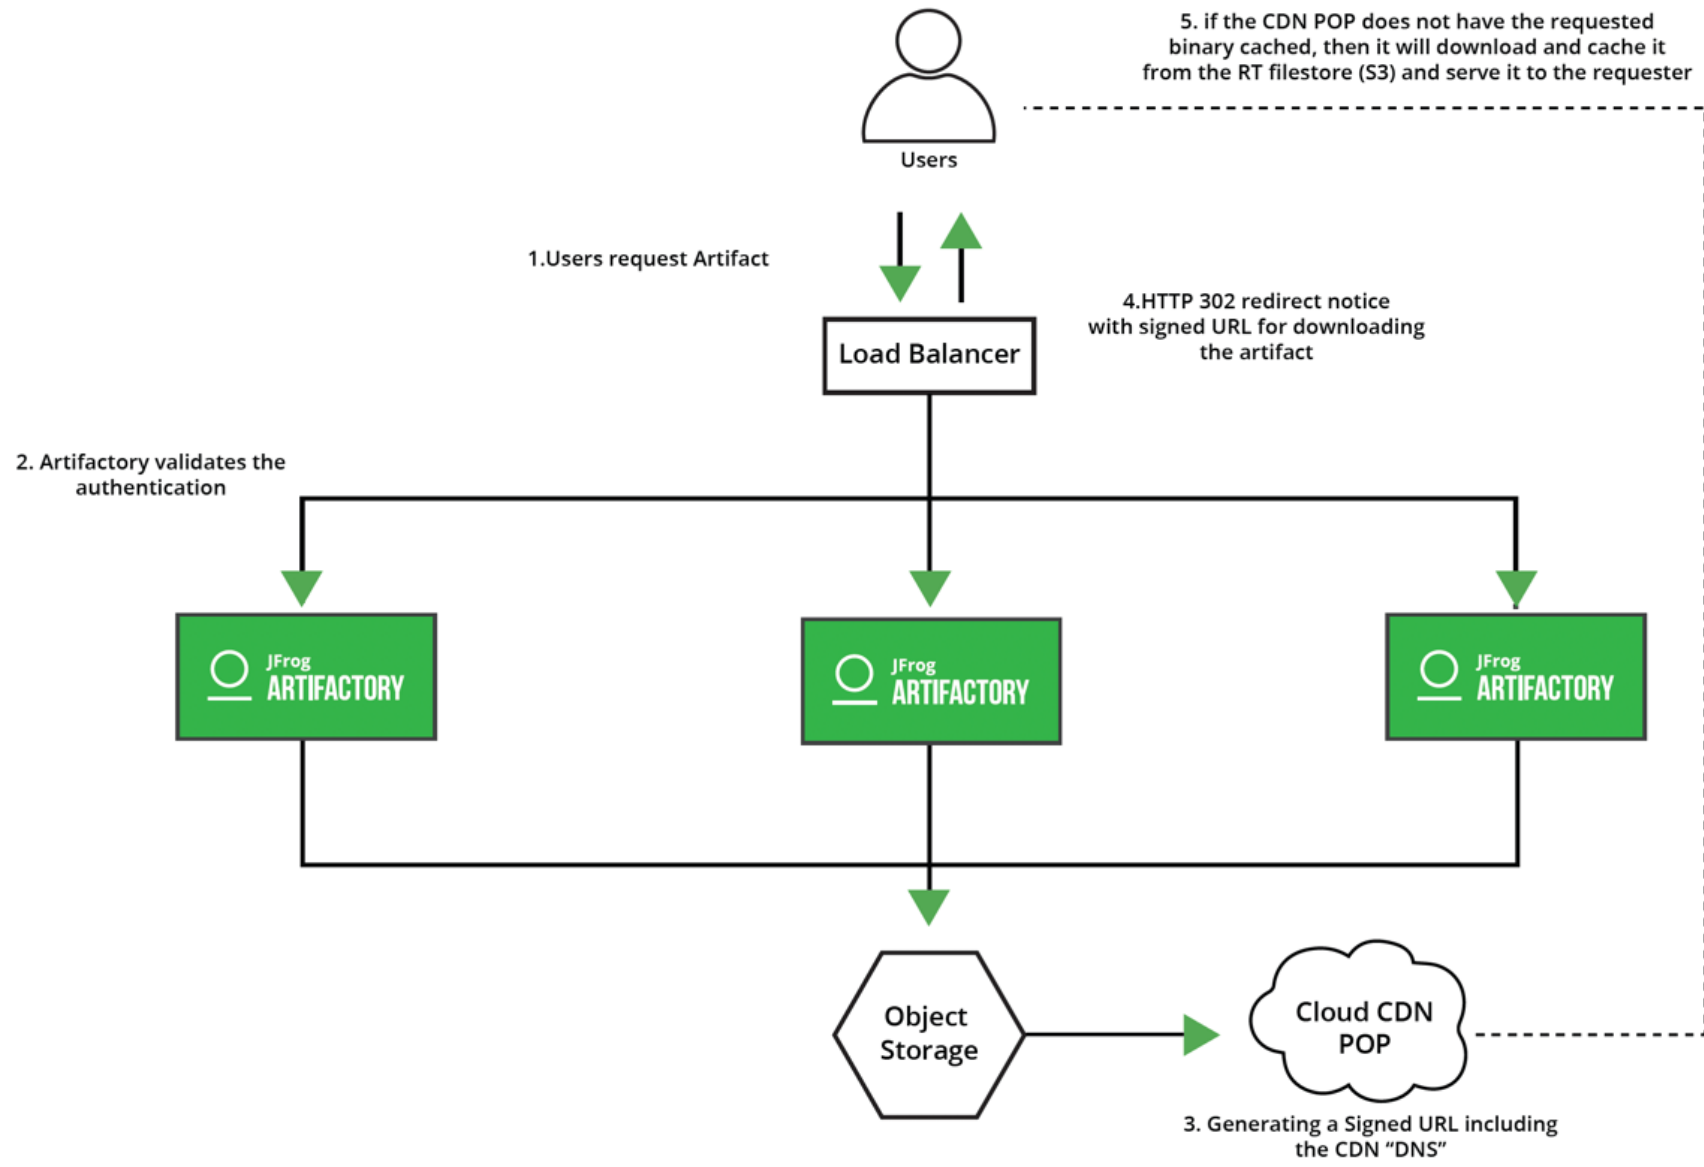 5. if the CDN POP does not have the requested
binary cached, then it will download and cache it
from the RT filestore (S3) and serve it to the requester
Users
1.Users request Artifact
4.HTTP 302 redirect notice
with signed URL for downloading
the artifact
Load Balancer
2. Artifactory validates the
authentication
JFrog
ARTIFACTORY
JFrog
ARTIFACTORY
JFrog
ARTIFACTORY
Object
Storage
Cloud CDN
POP
3. Generating a Signed URL including
the CDN “DNS”